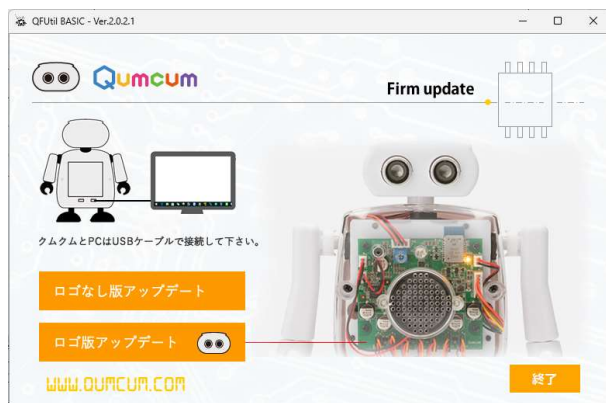 QFUtil BASIC - Ver.2.0.2.1
Qumcum
Firm update
クムクムとPCはUSBケーブルで接続して下さい。
ロゴなし版アップデート
ロゴ版アップデート
WWW.QUMCUM.COM
終了